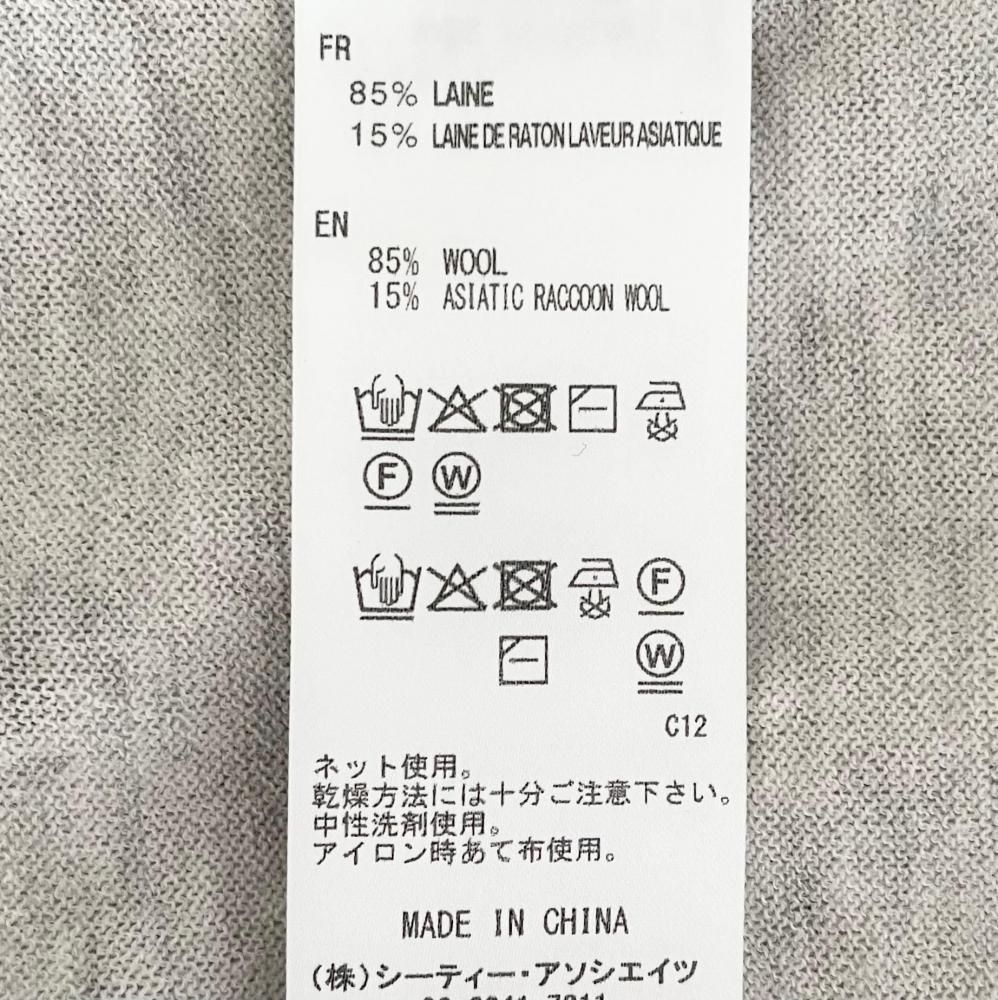 FR
85% LAINE
15% LAINE DE RATON LAVEUR ASIATIQUE
EN
85% WOOL
15% ASIATIC RACCOON WOOL
F W
F
W
C12
ネット使用。
乾燥方法には十分ご注意下さい。
中性洗剤使用。
アイロン時あて布使用。
MADE IN CHINA
(株)シーティー・アソシエイツ